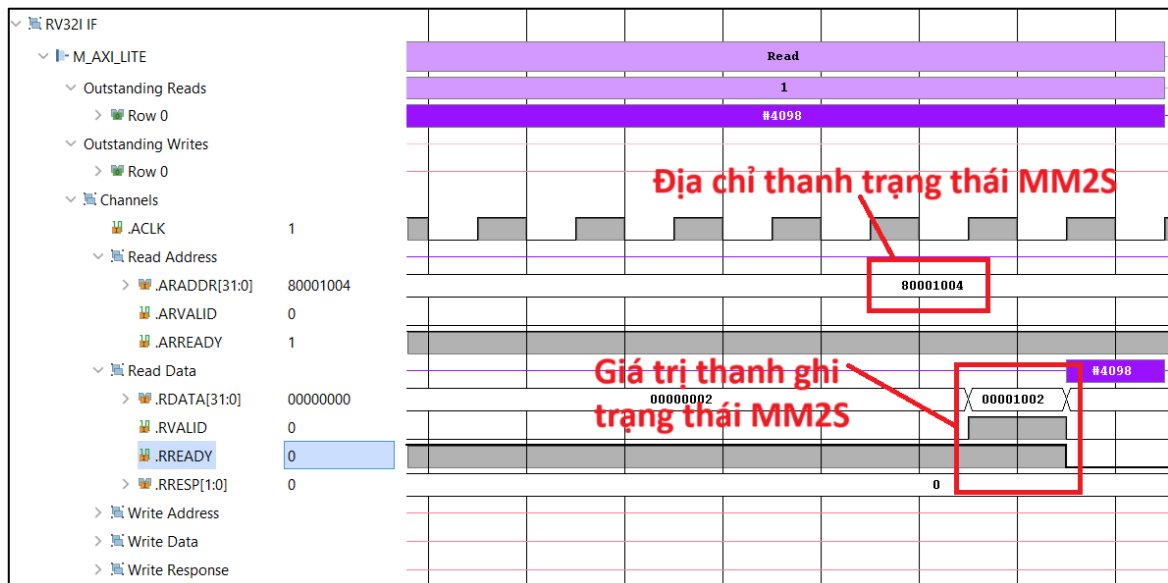 RV32I IF
M_AXI_LITE
Read
Outstanding Reads
1
Row 0
#4098
Outstanding Writes
Row 0
Địa chỉ thanh trạng thái MM2S
Channels
.ACLK 1
Read Address
.ARADDR[31:0] 80001004
80001004
.ARVALID 0
.ARREADY 1
Read Data
#4098
Giá trị thanh ghi
trạng thái MM2S
.RDATA[31:0] 00000000
00000002
00001002
.RVALID 0
.RREADY 0
.RRESP[1:0] 0
0
Write Address
Write Data
Write Response